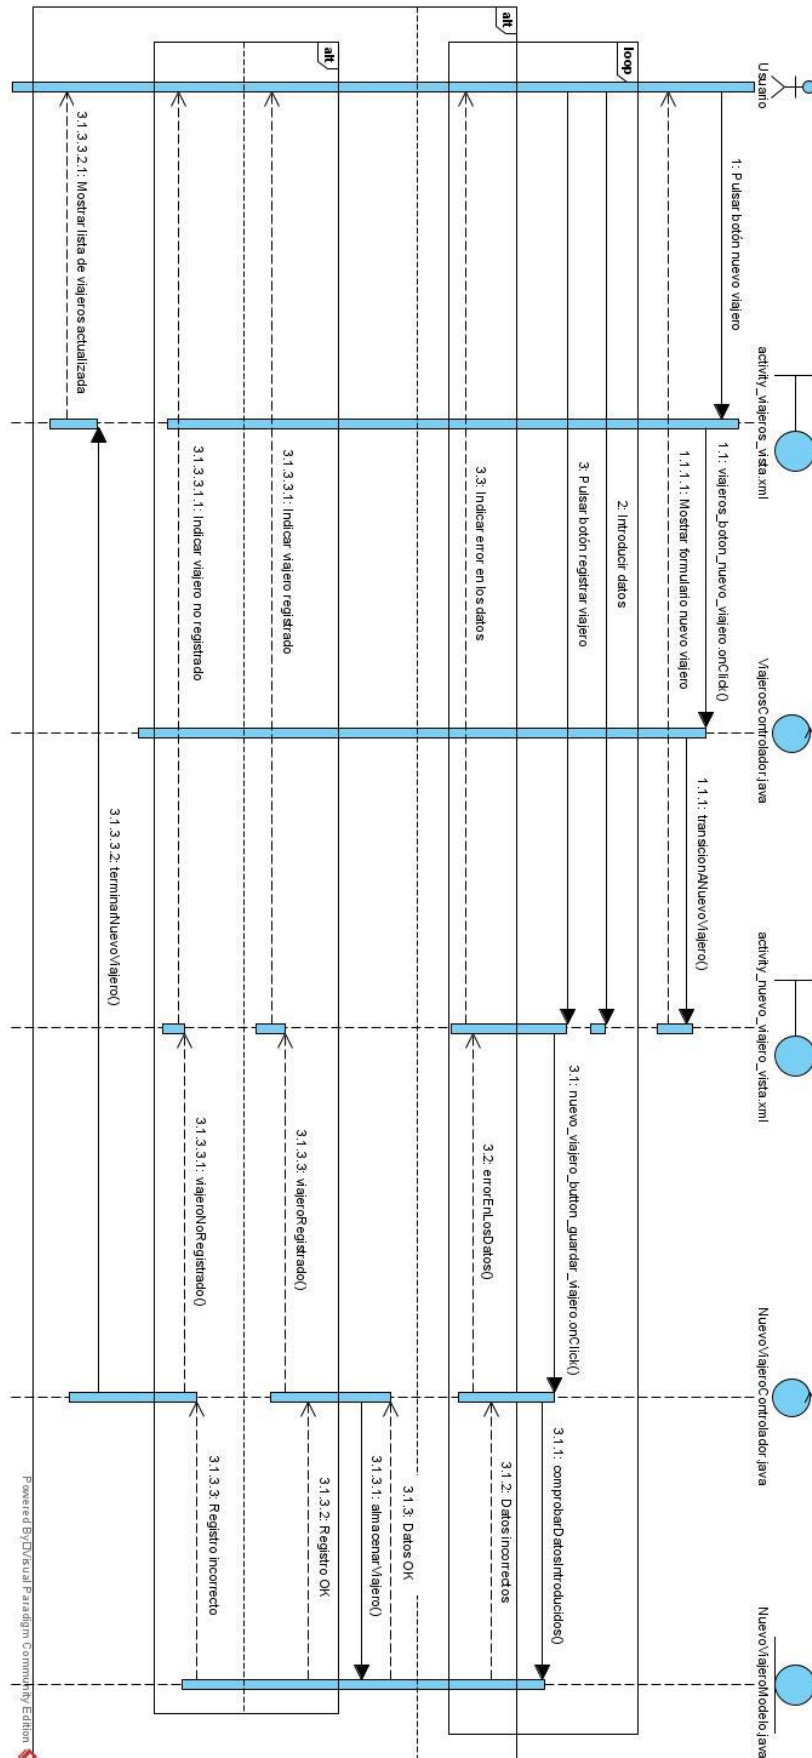 Usuario
activity_viajeros_vista.xml
ViajerosControlador.java
activity_nuevo_viajero_vista.xml
NuevoViajeroControlador.java
NuevoViajeroModelo.java
1: Pulsar botón nuevo viajero
1.1: viajeros_boton_nuevo_viajero.onClick()
1.1.1: transicionANuevoViajero()
1.1.1.1: Mostrar formulario nuevo viajero
loop
2: Introducir datos
3: Pulsar botón registrar viajero
3.1: nuevo_viajero_button_guardar_viajero.onClick()
3.1.1: comprobarDatosIntroducidos()
alt
3.1.2: Datos incorrectos
3.2: errorEnLosDatos()
3.3: Indicar error en los datos
3.1.3: Datos OK
3.1.3.1: almacenarViajero()
alt
3.1.3.2: Registro OK
3.1.3.3: viajeroRegistrado()
3.1.3.3.1: Indicar viajero registrado
3.1.3.3: Registro incorrecto
3.1.3.3.1: viajeroNoRegistrado()
3.1.3.3.1.1: Indicar viajero no registrado
3.1.3.3.2: terminarNuevoViajero()
3.1.3.3.2.1: Mostrar lista de viajeros actualizada
Powered By Visual Paradigm Community Edition